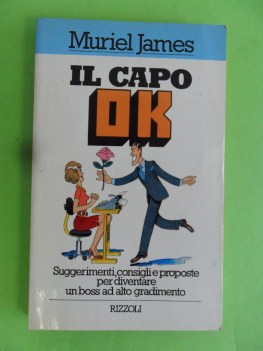 Muriel James
IL CAPO
OK
Suggerimenti, consigli e proposte
per diventare
un boss ad alto gradimento
RIZZOLI